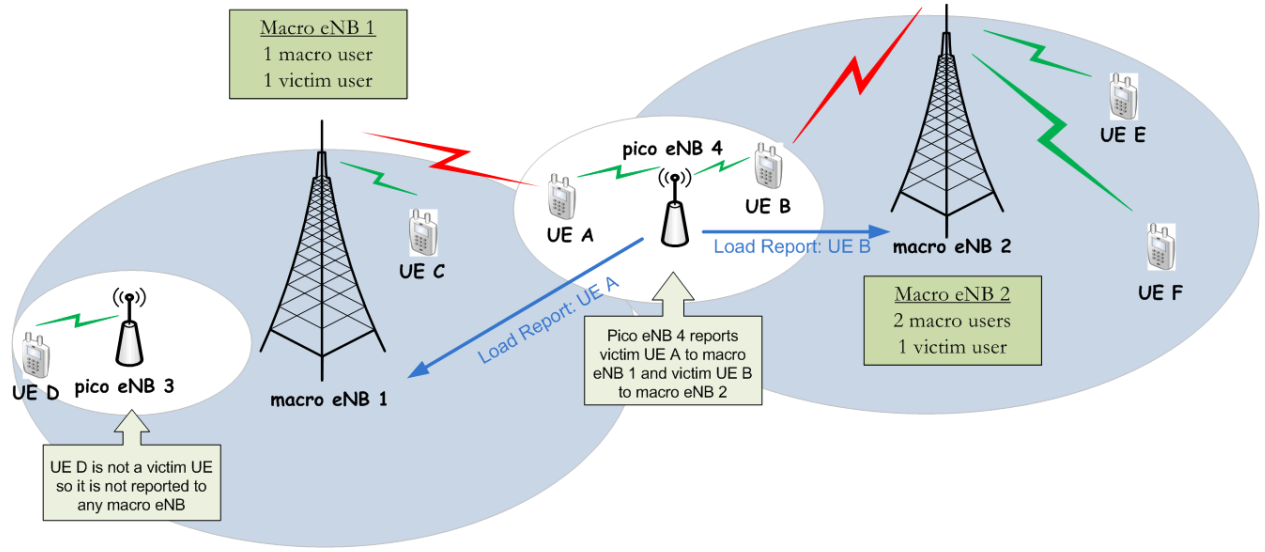 Macro eNB 1
1 macro user
1 victim user
pico eNB 4
UE A
UE B
UE C
UE E
UE F
macro eNB 2
Load Report: UE B
Load Report: UE A
Macro eNB 2
2 macro users
1 victim user
Pico eNB 4 reports
victim UE A to macro
eNB 1 and victim UE B
to macro eNB 2
UE D
pico eNB 3
macro eNB 1
UE D is not a victim UE
so it is not reported to
any macro eNB